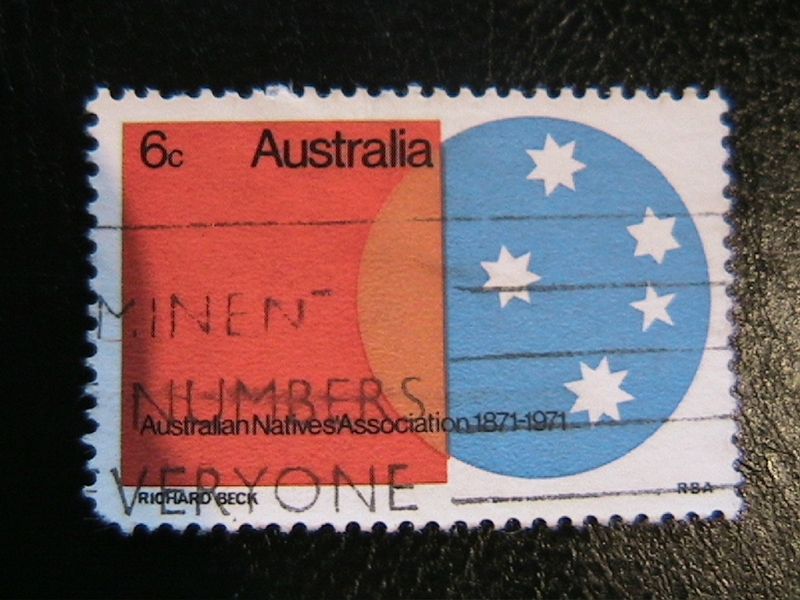 6c Australia
MINENT
NUMBERS
Australian Natives'Association 1871-1971
VERYONE
RICHARD BECK RBA